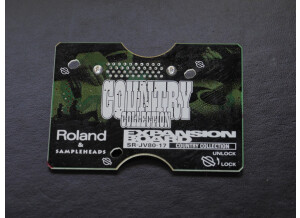 COUNTRY
COLLECTION
Roland
&
SAMPLEHEADS
EXPANSION
BOARD
SR-JV80-17
COUNTRY COLLECTION
UNLOCK
LOCK